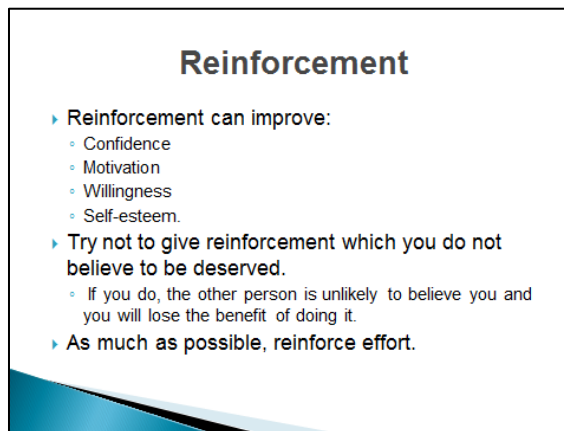 Reinforcement
Reinforcement can improve:
Confidence
Motivation
Willingness
Self-esteem.
Try not to give reinforcement which you do not
believe to be deserved.
If you do, the other person is unlikely to believe you and
you will lose the benefit of doing it.
As much as possible, reinforce effort.